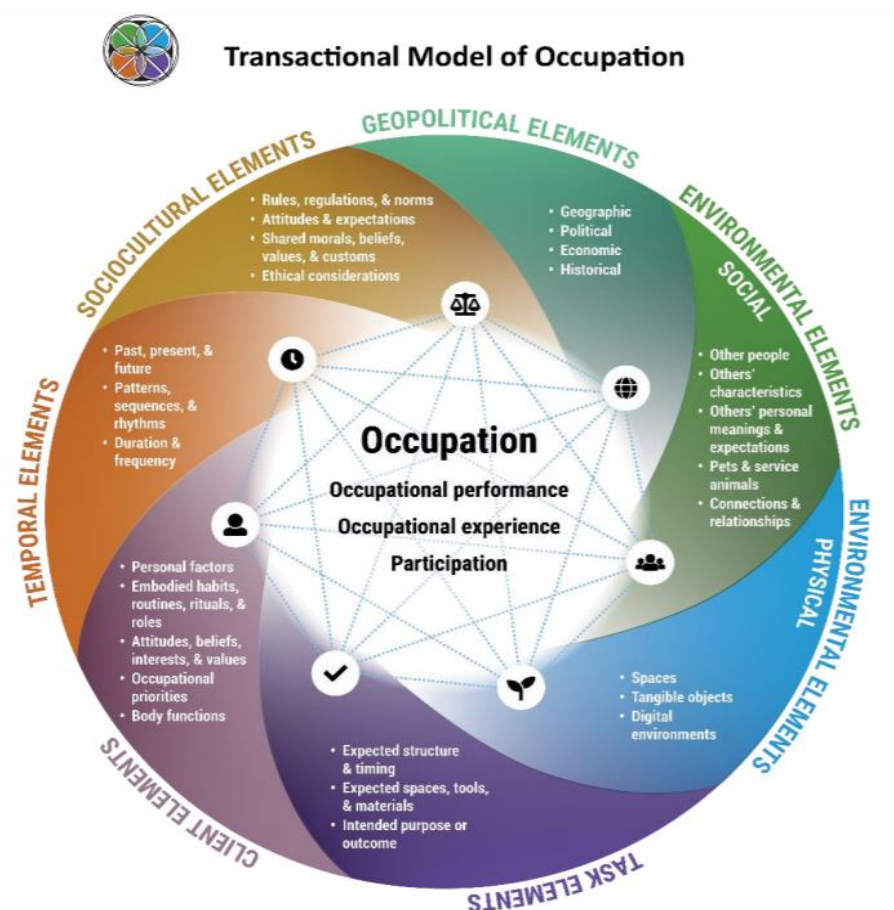 Transactional Model of Occupation
GEOPOLITICAL ELEMENTS
• Geographic
• Political
• Economic
• Historical
ENVIRONMENTAL ELEMENTS
SOCIAL
• Other people
• Others' characteristics
• Others' personal
meanings &
expectations
• Pets & service
animals
• Connections &
relationships
ENVIRONMENTAL ELEMENTS
PHYSICAL
• Spaces
• Tangible objects
• Digital
environments
TASK ELEMENTS
• Expected structure
& timing
• Expected spaces, tools,
& materials
• Intended purpose or
outcome
CLIENT ELEMENTS
• Personal factors
• Embodied habits,
routines, rituals, &
roles
• Attitudes, beliefs,
interests, & values
• Occupational
priorities
• Body functions
TEMPORAL ELEMENTS
• Past, present, &
future
• Patterns,
sequences, &
rhythms
• Duration &
frequency
SOCIOCULTURAL ELEMENTS
• Rules, regulations, & norms
• Attitudes & expectations
• Shared morals, beliefs,
values, & customs
• Ethical considerations
Occupation
Occupational performance
Occupational experience
Participation